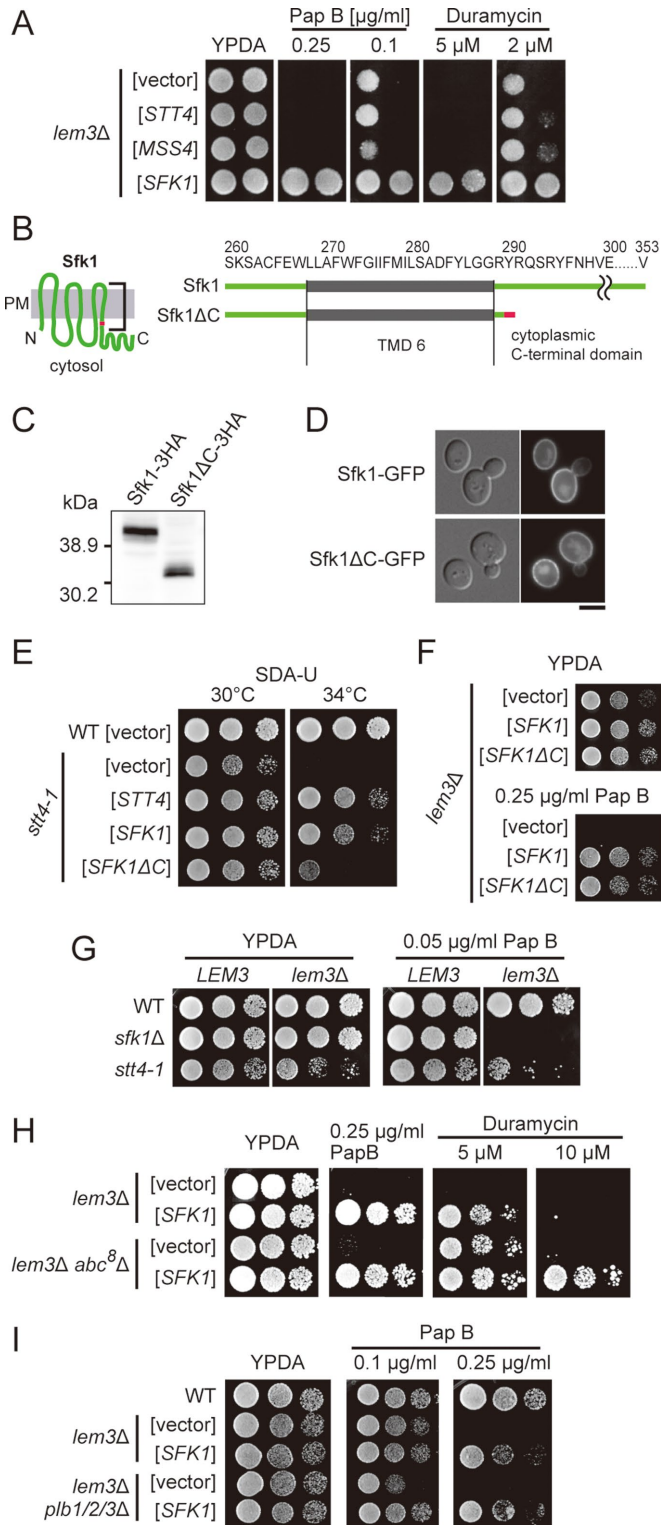 A
Pap B [µg/ml] Duramycin
YPDA 0.25 0.1 5 µM 2 µM
lem3Δ
[vector]
[STT4]
[MSS4]
[SFK1]
B
Sfk1
PM
N C
cytosol
260 270 280 290 300 353
SKSACFEWLLAFWFGIIFMILSADFYLGGRYRQSRYFNHVE......I
Sfk1
Sfk1ΔC
TMD 6
cytoplasmic
C-terminal domain
C
Sfk1-3HA
Sfk1ΔC-3HA
kDa
38.9
30.2
D
Sfk1-GFP
Sfk1ΔC-GFP
E
SDA-U
30°C 34°C
WT [vector]
stt4-1
[vector]
[STT4]
[SFK1]
[SFK1ΔC]
F
YPDA
lem3Δ
[vector]
[SFK1]
[SFK1ΔC]
0.25 µg/ml Pap B
[vector]
[SFK1]
[SFK1ΔC]
G
YPDA 0.05 µg/ml Pap B
LEM3 lem3Δ LEM3 lem3Δ
WT
sfk1Δ
stt4-1
H
YPDA
0.25 µg/ml
PapB
Duramycin
5 µM 10 µM
lem3Δ
[vector]
[SFK1]
lem3Δ abc⁸Δ
[vector]
[SFK1]
I
Pap B
YPDA 0.1 µg/ml 0.25 µg/ml
WT
lem3Δ
[vector]
[SFK1]
lem3Δ
plb1/2/3Δ
[vector]
[SFK1]